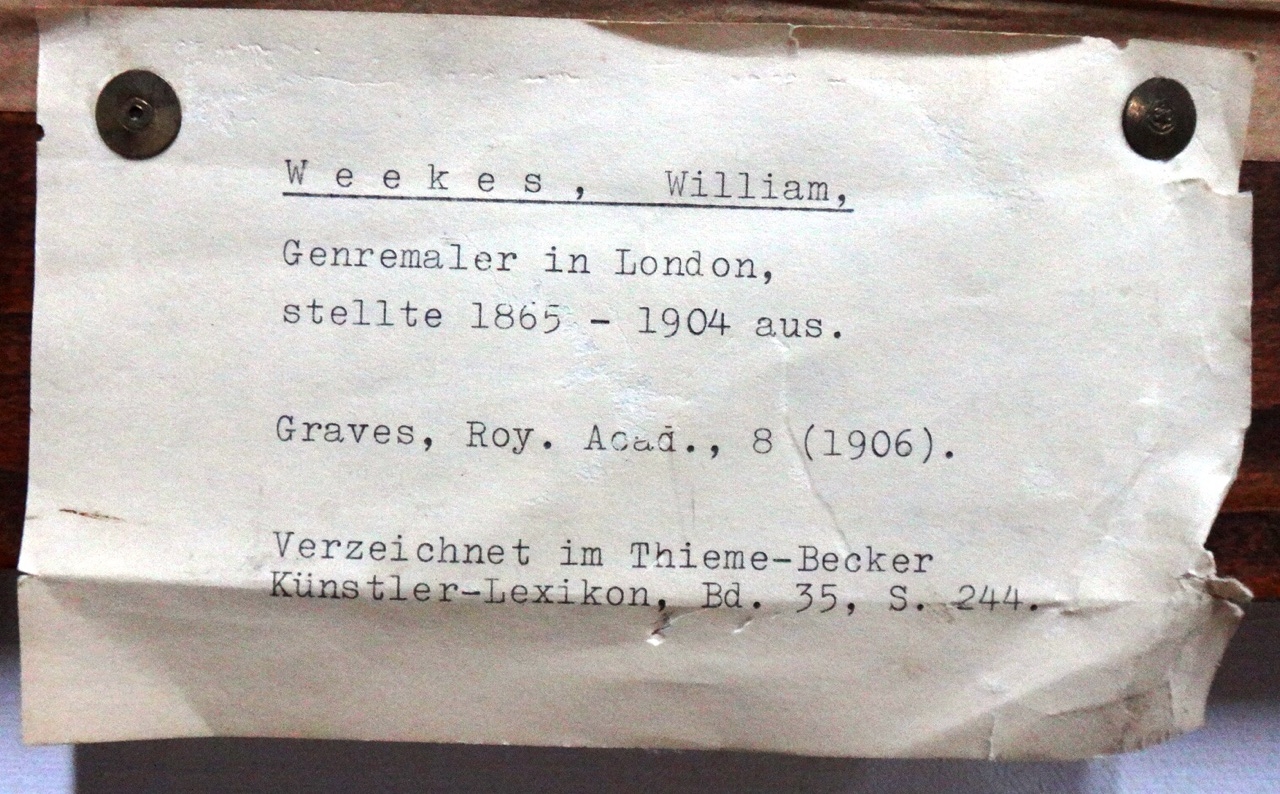 W e e k e s , William,
Genremaler in London,
stellte 1865 - 1904 aus.
Graves, Roy. Acad., 8 (1906).
Verzeichnet im Thieme-Becker
Künstler-Lexikon, Bd. 35, S. 244.